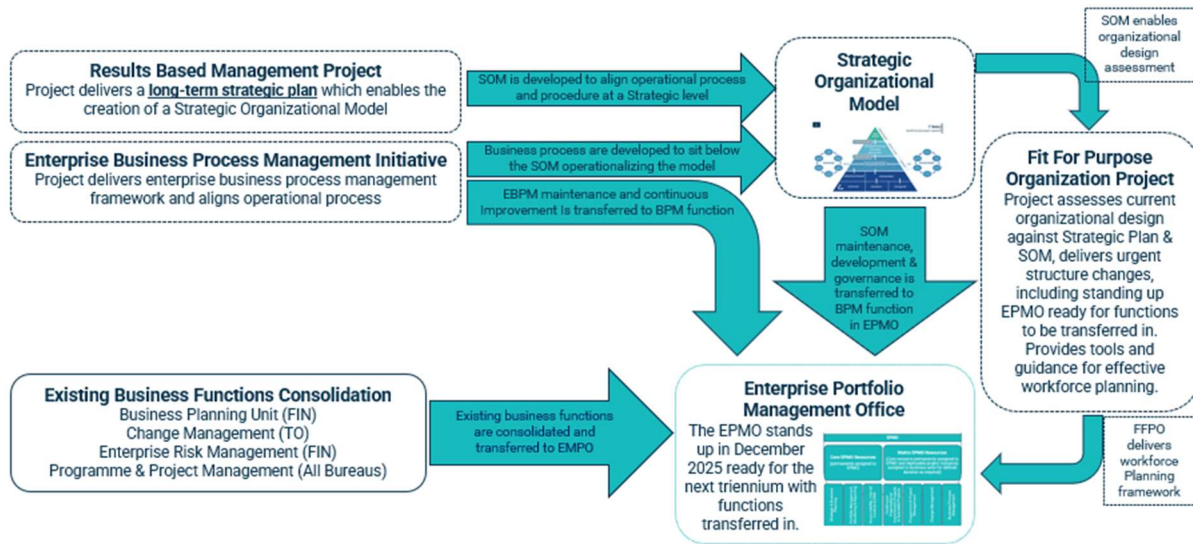 Results Based Management Project
Project delivers a long-term strategic plan which enables the
creation of a Strategic Organizational Model
SOM is developed to align operational process
and procedure at a Strategic level
Strategic
Organizational
Model
SOM enables
organizational
design
assessment
Enterprise Business Process Management Initiative
Project delivers enterprise business process management
framework and aligns operational process
Business process are developed to sit below
the SOM operationalizing the model
EBPM maintenance and continuous
Improvement Is transferred to BPM function
SOM
maintenance,
development &
governance is
transferred to
BPM function
in EPMO
Fit For Purpose
Organization Project
Project assesses current
organizational design
against Strategic Plan &
SOM, delivers urgent
structure changes,
including standing up
EPMO ready for functions
to be transferred in.
Provides tools and
guidance for effective
workforce planning.
Existing Business Functions Consolidation
Business Planning Unit (FIN)
Change Management (TO)
Enterprise Risk Management (FIN)
Programme & Project Management (All Bureaus)
Existing business functions
are consolidated and
transferred to EMPO
Enterprise Portfolio
Management Office
The EPMO stands
up in December
2025 ready for the
next triennium with
functions
transferred in.
EPMO
Core EPMO Resources
Matrix EPMO Resources
FFPO
delivers
workforce
Planning
framework